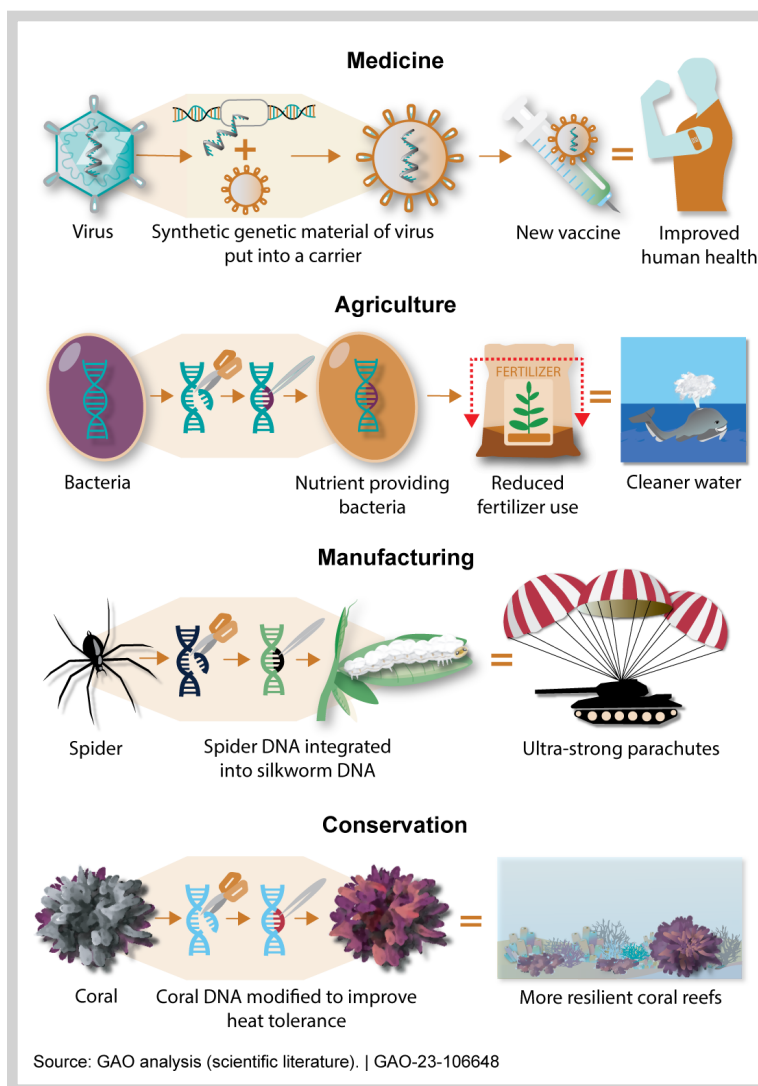 Medicine
Virus
Synthetic genetic material of virus
put into a carrier
New vaccine
Improved
human health
Agriculture
FERTILIZER
Bacteria
Nutrient providing
bacteria
Reduced
fertilizer use
Cleaner water
Manufacturing
Spider
Spider DNA integrated
into silkworm DNA
Ultra-strong parachutes
Conservation
Coral
Coral DNA modified to improve
heat tolerance
More resilient coral reefs
Source: GAO analysis (scientific literature). | GAO-23-106648